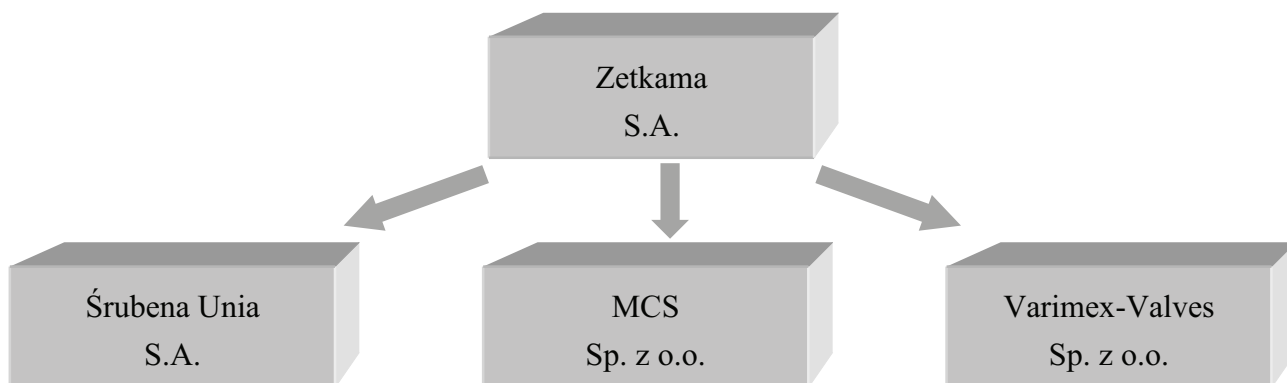 Zetkama
S.A.
Śrubena Unia
S.A.
MCS
Sp. z o.o.
Varimex-Valves
Sp. z o.o.